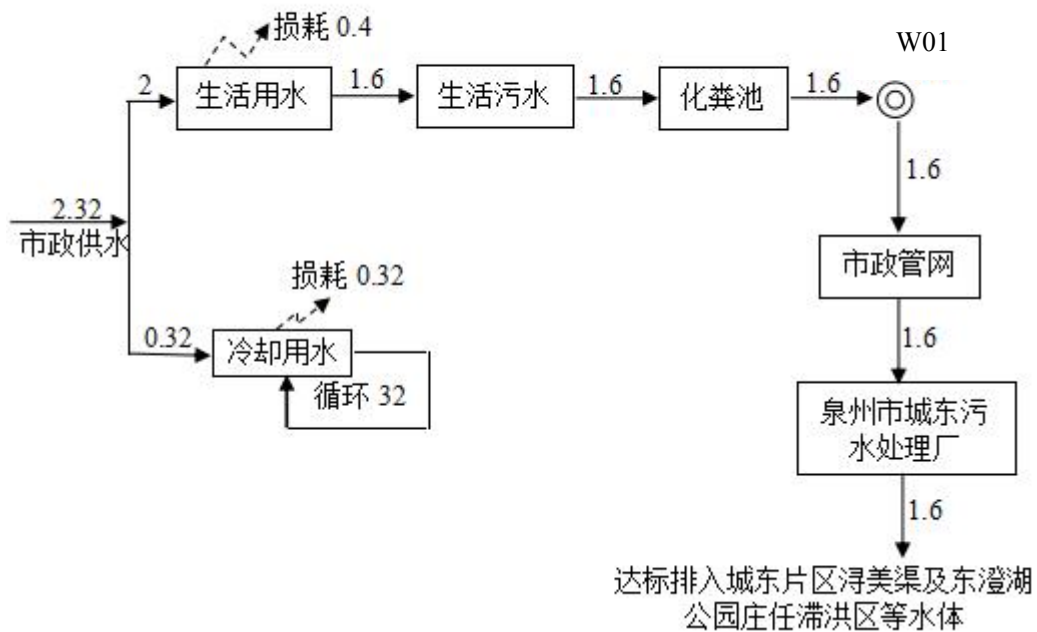 损耗 0.4
W01
2
生活用水
1.6
生活污水
1.6
化粪池
1.6
1.6
2.32
市政供水
市政管网
损耗 0.32
0.32
冷却用水
1.6
循环 32
泉州市城东污
水处理厂
1.6
达标排入城东片区浔美渠及东澄湖
公园庄任滞洪区等水体